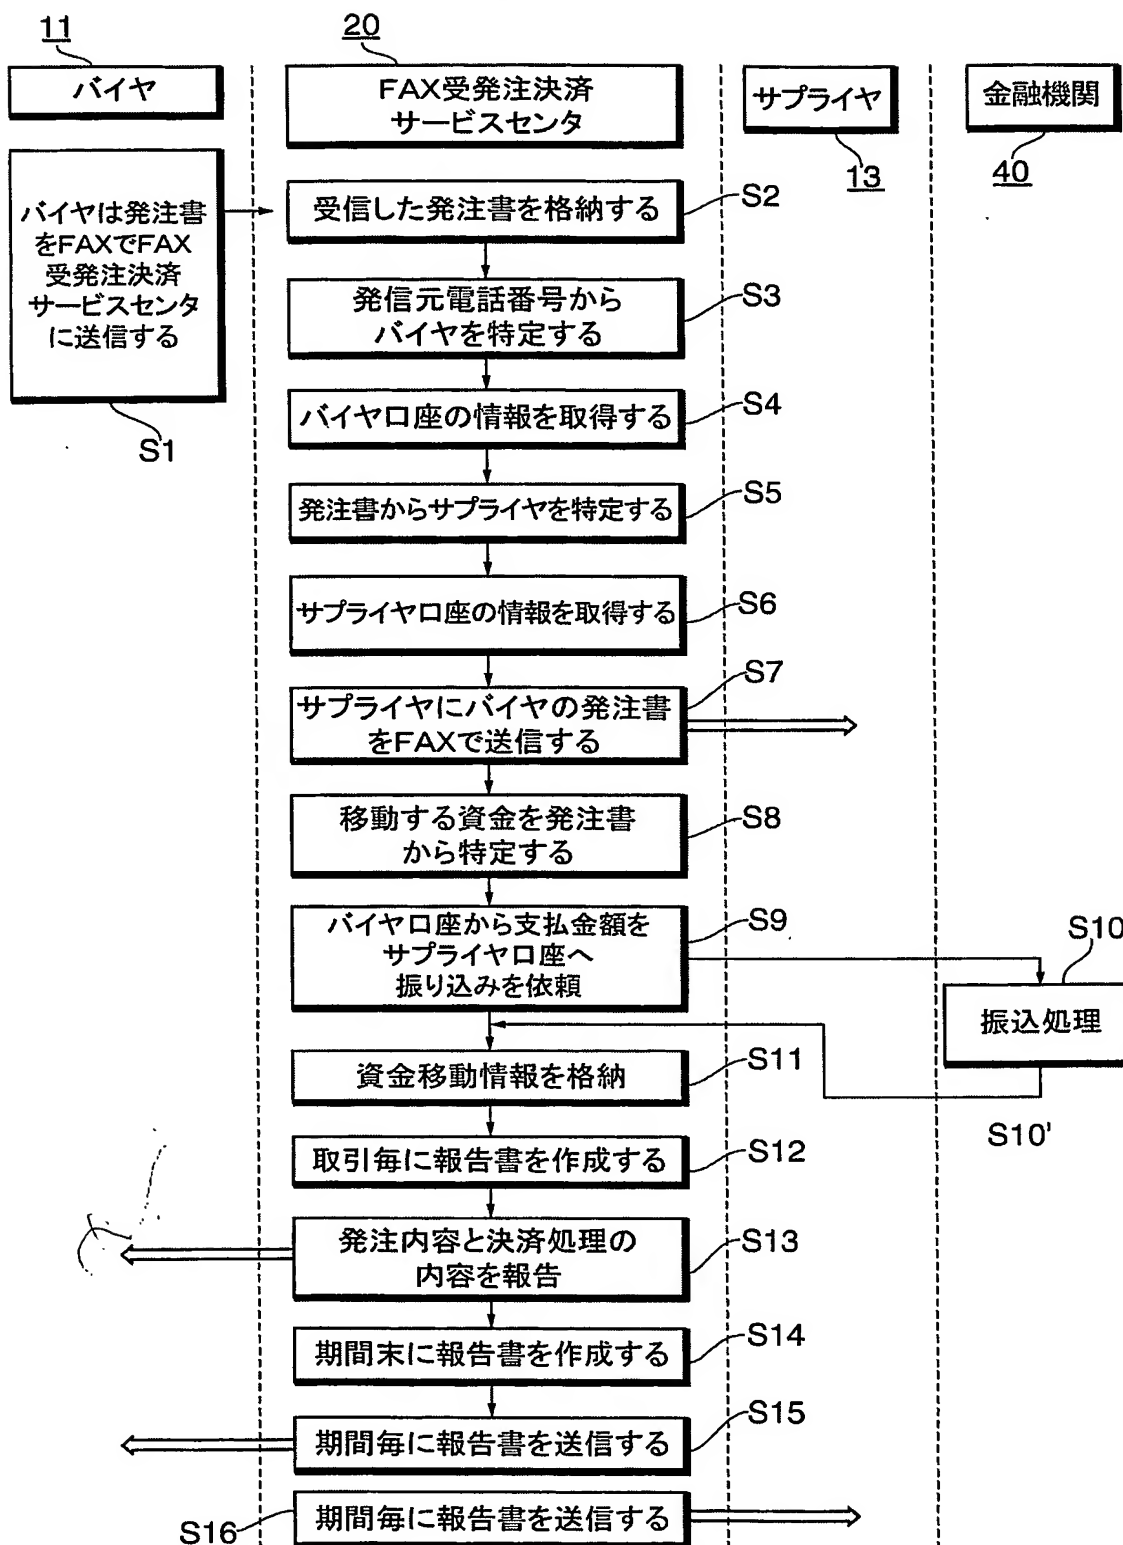 11
20
バイヤ
FAX受発注決済
サービスセンタ
サプライヤ
13
金融機関
40
バイヤは発注書
をFAXでFAX
受発注決済
サービスセンタ
に送信する
S1
受信した発注書を格納する
S2
発信元電話番号から
バイヤを特定する
S3
バイヤ口座の情報を取得する
S4
発注書からサプライヤを特定する
S5
サプライヤ口座の情報を取得する
S6
サプライヤにバイヤの発注書
をFAXで送信する
S7
移動する資金を発注書
から特定する
S8
バイヤ口座から支払金額を
サプライヤ口座へ
振り込みを依頼
S9
S10
振込処理
S10'
資金移動情報を格納
S11
取引毎に報告書を作成する
S12
発注内容と決済処理の
内容を報告
S13
期間末に報告書を作成する
S14
期間毎に報告書を送信する
S15
期間毎に報告書を送信する
S16